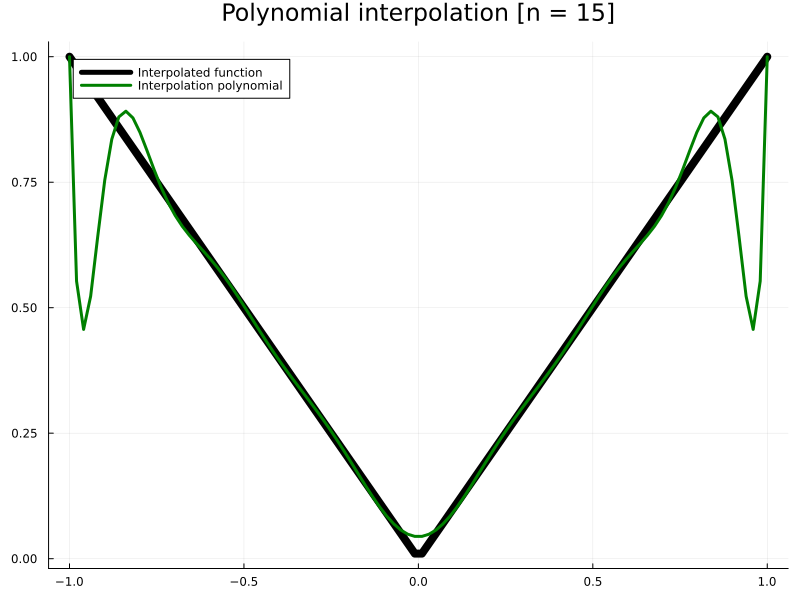 Polynomial interpolation [n = 15]
1.00
Interpolated function
Interpolation polynomial
0.75
0.50
0.25
0.00
−1.0 −0.5 0.0 0.5 1.0